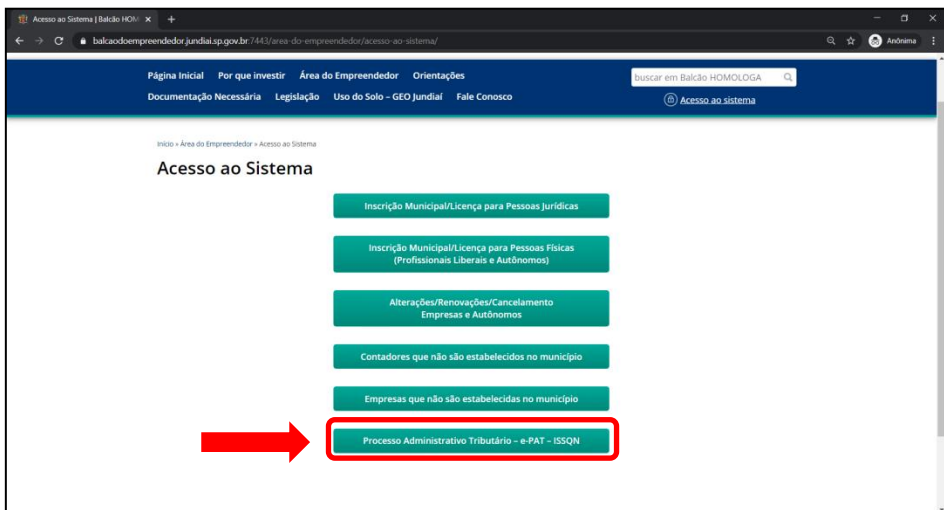 Acesso ao Sistema | Balcão HOM
balcaodoempreendedor.jundiai.sp.gov.br:7443/area-do-empreendedor/acesso-ao-sistema/
Anônima
Página Inicial Por que investir Área do Empreendedor Orientações
buscar em Balcão HOMOLOGA
Documentação Necessária Legislação Uso do Solo – GEO Jundiaí Fale Conosco
Acesso ao sistema
Início » Área do Empreendedor » Acesso ao Sistema
Acesso ao Sistema
Inscrição Municipal/Licença para Pessoas Jurídicas
Inscrição Municipal/Licença para Pessoas Físicas
(Profissionais Liberais e Autônomos)
Alterações/Renovações/Cancelamento
Empresas e Autônomos
Contadores que não são estabelecidos no município
Empresas que não são estabelecidas no município
Processo Administrativo Tributário – e-PAT – ISSQN